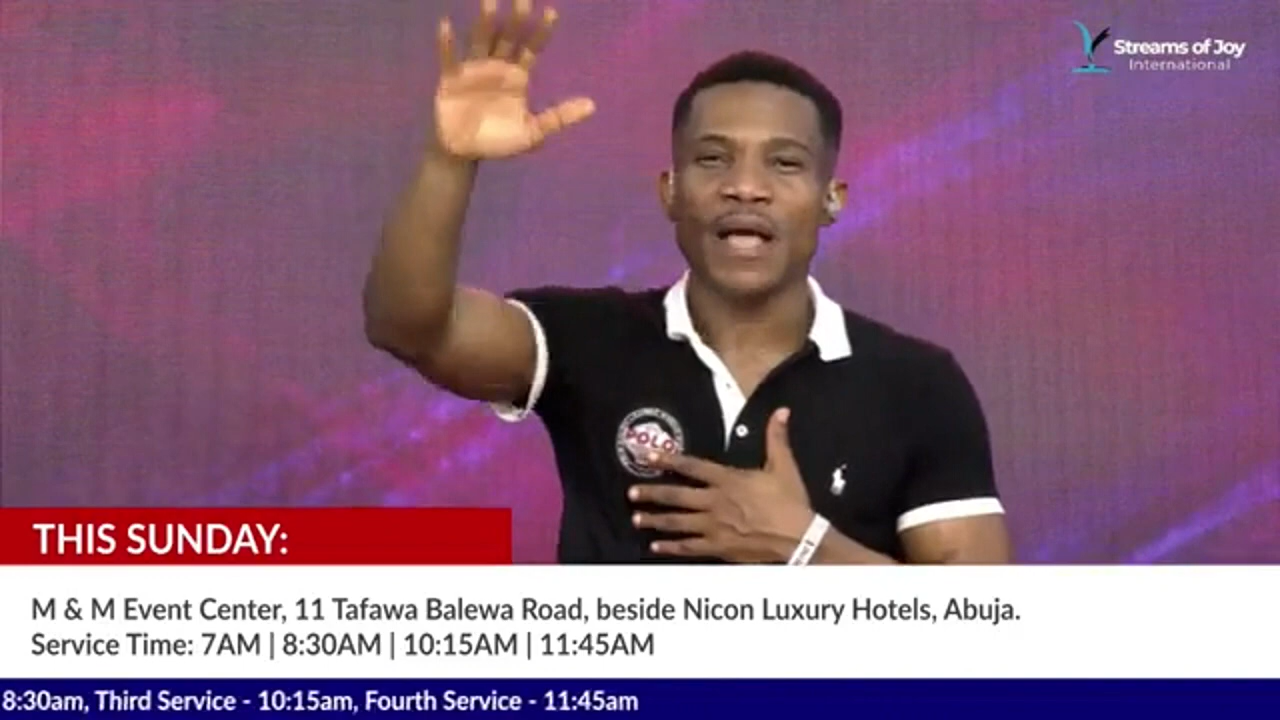 Streams of Joy
International
POLO
THIS SUNDAY:
M & M Event Center, 11 Tafawa Balewa Road, beside Nicon Luxury Hotels, Abuja.
Service Time: 7AM | 8:30AM | 10:15AM | 11:45AM
8:30am, Third Service - 10:15am, Fourth Service - 11:45am